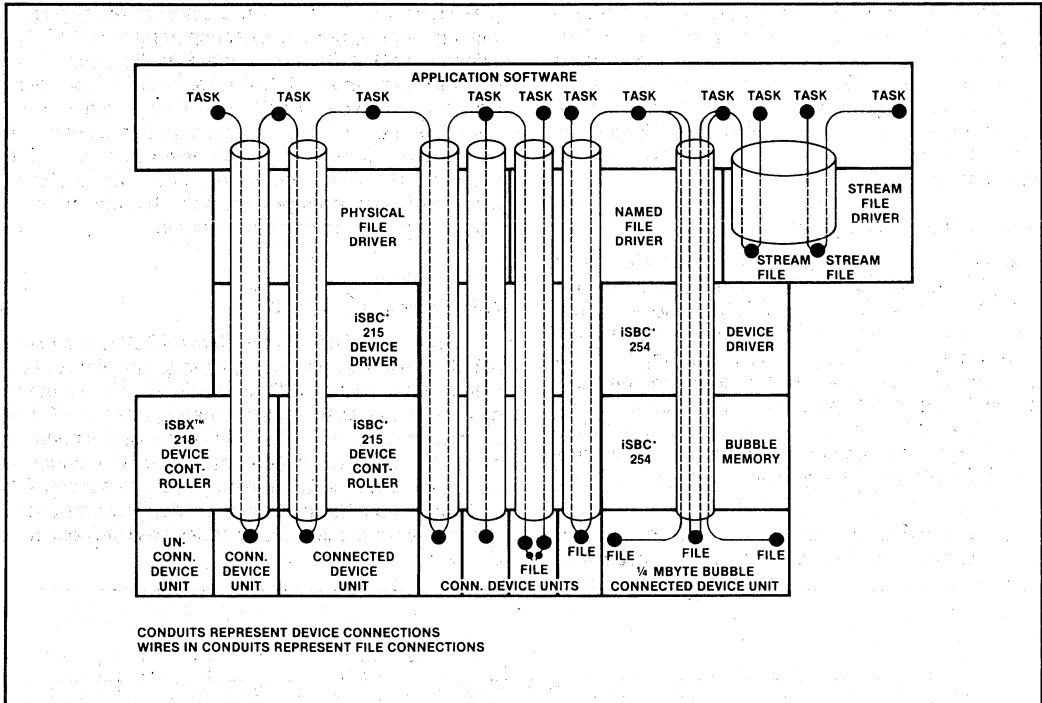 APPLICATION SOFTWARE
TASK TASK TASK TASK TASK TASK TASK TASK TASK TASK TASK
PHYSICAL
FILE
DRIVER
NAMED
FILE
DRIVER
STREAM
FILE
DRIVER
STREAM
FILE
STREAM
FILE
iSBC*
215
DEVICE
DRIVER
iSBC*
254
DEVICE
DRIVER
iSBX™
218
DEVICE
CONT-
ROLLER
iSBC*
215
DEVICE
CONT-
ROLLER
iSBC*
254
BUBBLE
MEMORY
UN.
CONN.
DEVICE
UNIT
CONN.
DEVICE
UNIT
CONNECTED
DEVICE
UNIT
FILE
CONN. DEVICE UNITS
FILE
FILE
FILE
FILE
¼ MBYTE BUBBLE
CONNECTED DEVICE UNIT
CONDUITS REPRESENT DEVICE CONNECTIONS
WIRES IN CONDUITS REPRESENT FILE CONNECTIONS